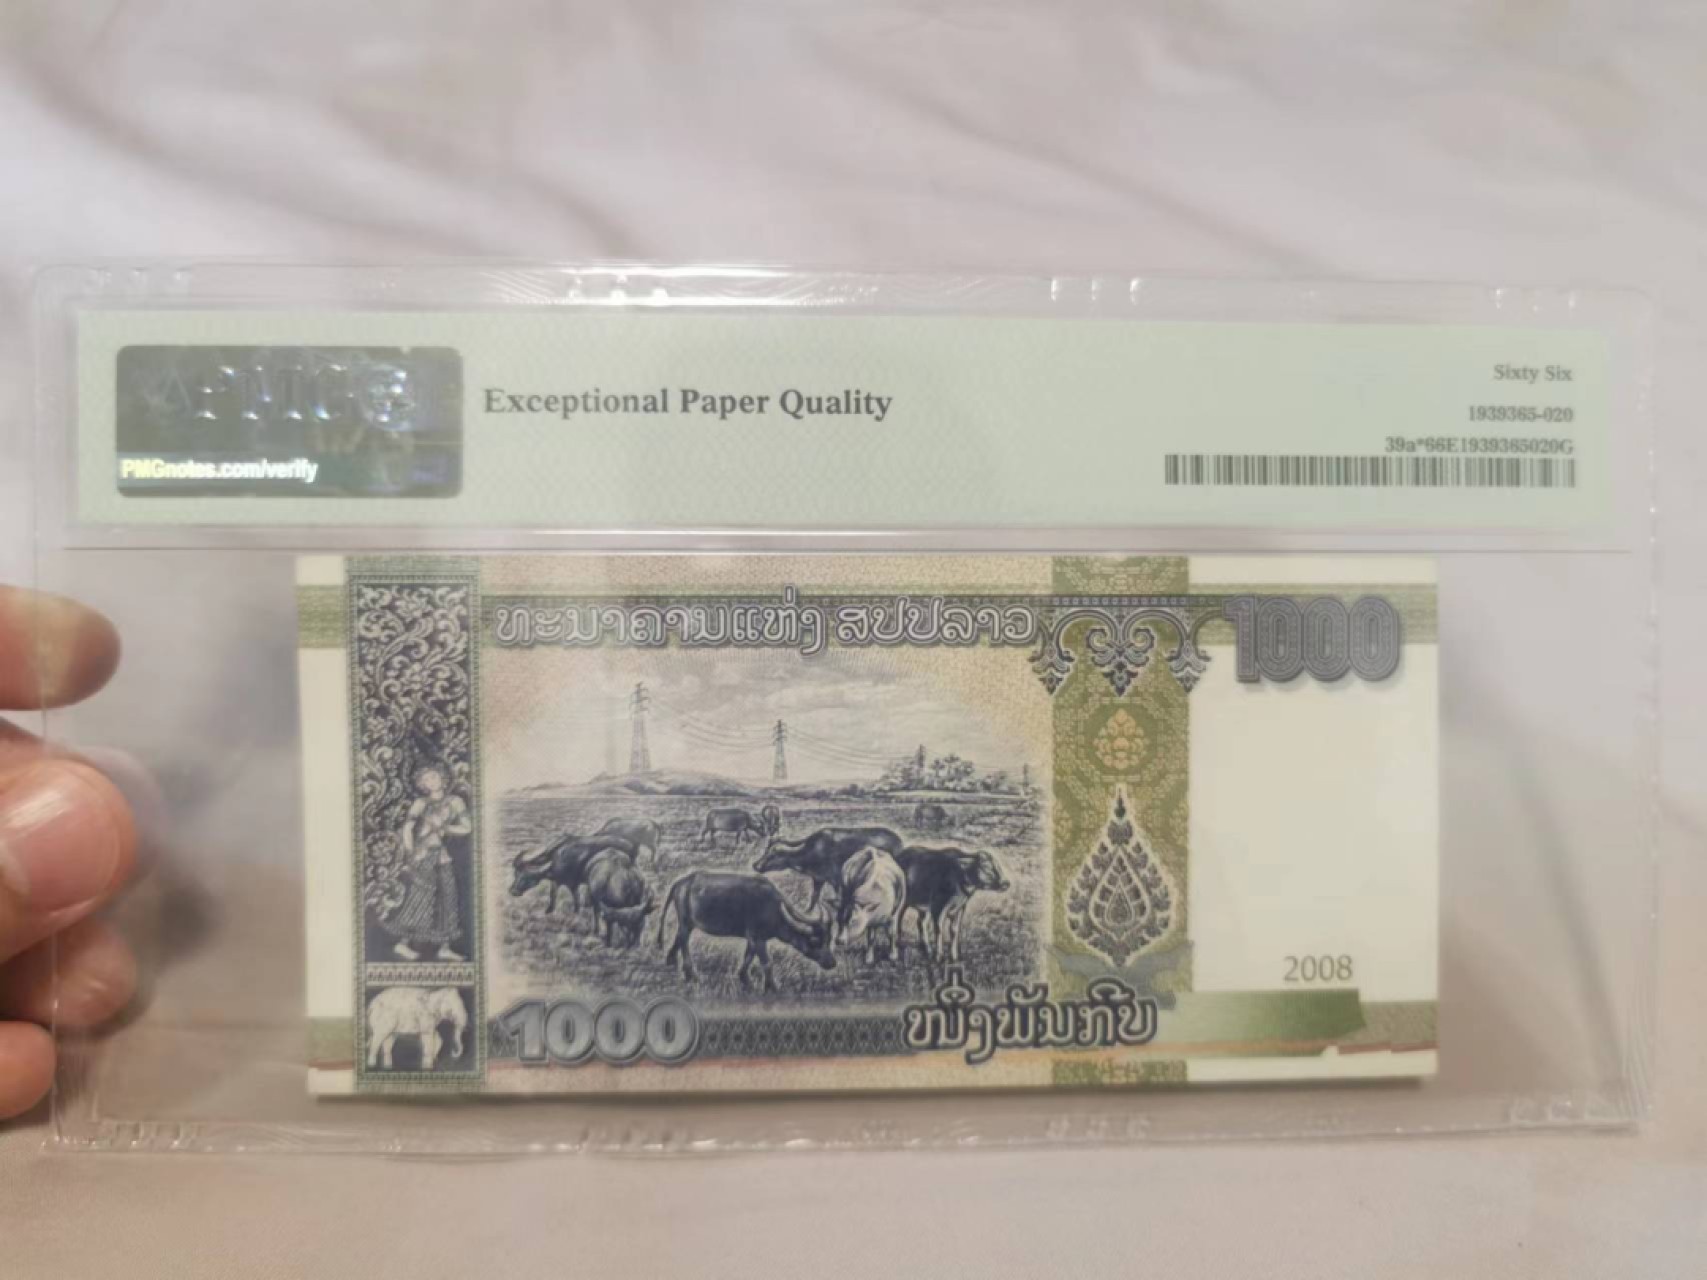 PMG
PMGnotes.com/verify
Exceptional Paper Quality
Sixty Six
1939365-020
39a*66E1939365020G
ທະນາຄານແຫ່ງ ສປປລາວ
1000
2008
1000
ໜຶ່ງພັນກີບ